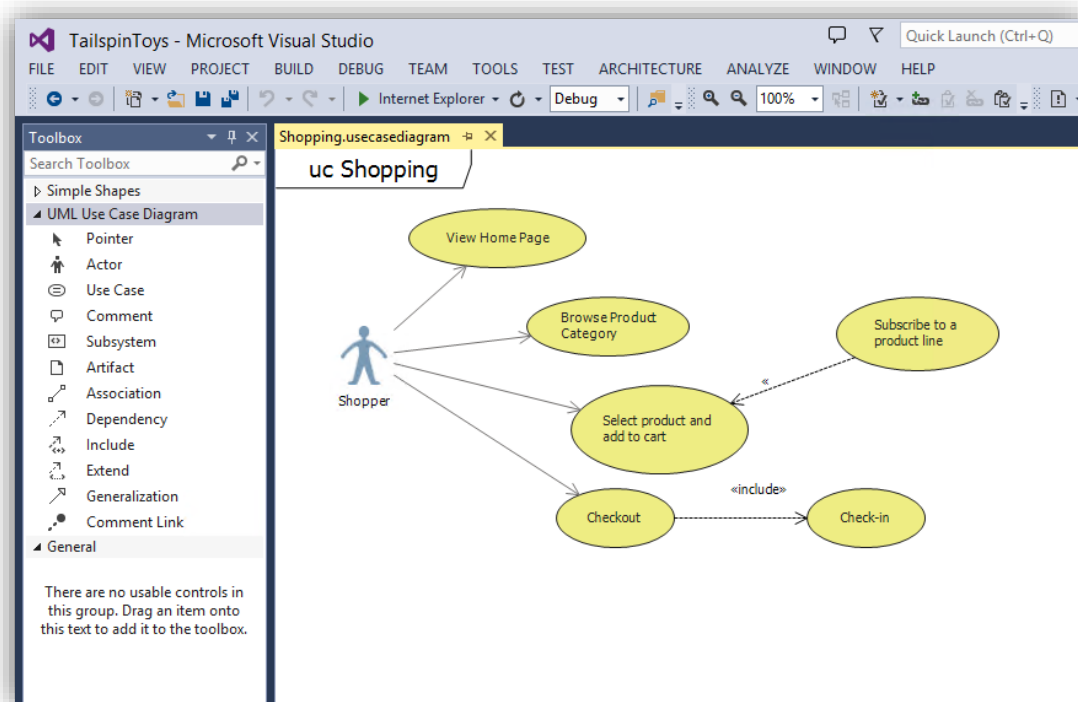 TailspinToys - Microsoft Visual Studio
Quick Launch (Ctrl+Q)
FILE EDIT VIEW PROJECT BUILD DEBUG TEAM TOOLS TEST ARCHITECTURE ANALYZE WINDOW HELP
Internet Explorer Debug 100%
Toolbox
Search Toolbox
Simple Shapes
UML Use Case Diagram
Pointer
Actor
Use Case
Comment
Subsystem
Artifact
Association
Dependency
Include
Extend
Generalization
Comment Link
General
There are no usable controls in
this group. Drag an item onto
this text to add it to the toolbox.
Shopping.usecasediagram
uc Shopping
View Home Page
Browse Product
Category
Subscribe to a
product line
Shopper
«
Select product and
add to cart
«include»
Checkout
Check-in